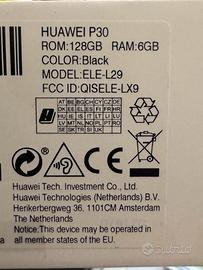 HUAWEI P30
ROM:128GB RAM:6GB
COLOR:Black
MODEL:ELE-L29
FCC ID:QISELE-LX9
Huawei Tech. Investment Co., Ltd.
Huawei Technologies (Netherlands) B.V.
Herikerbergweg 36, 1101CM Amsterdam
The Netherlands
Notice:This device may be operated in
all member states of the EU.
subito